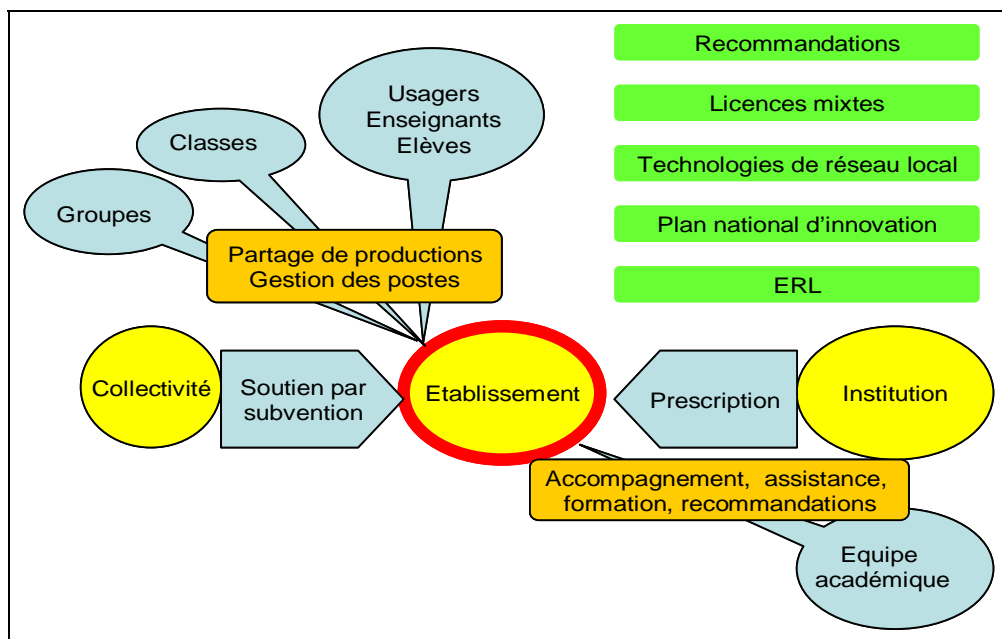 Recommandations
Usagers
Enseignants
Elèves
Licences mixtes
Classes
Technologies de réseau local
Groupes
Plan national d'innovation
Partage de productions
Gestion des postes
ERL
Collectivité
Soutien par
subvention
Etablissement
Prescription
Institution
Accompagnement, assistance,
formation, recommandations
Equipe
académique